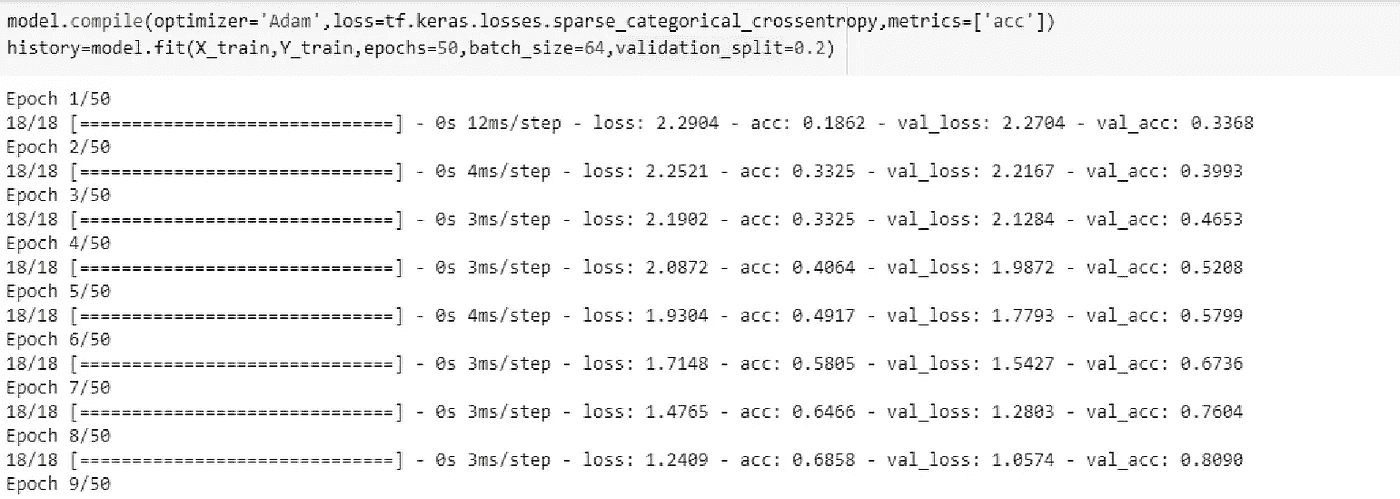 model.compile(optimizer='Adam',loss=tf.keras.losses.sparse_categorical_crossentropy,metrics=['acc'])
history=model.fit(X_train,Y_train,epochs=50,batch_size=64,validation_split=0.2)
Epoch 1/50
18/18 [==============================] - 0s 12ms/step - loss: 2.2904 - acc: 0.1862 - val_loss: 2.2704 - val_acc: 0.3368
Epoch 2/50
18/18 [==============================] - 0s 4ms/step - loss: 2.2521 - acc: 0.3325 - val_loss: 2.2167 - val_acc: 0.3993
Epoch 3/50
18/18 [==============================] - 0s 3ms/step - loss: 2.1902 - acc: 0.3325 - val_loss: 2.1284 - val_acc: 0.4653
Epoch 4/50
18/18 [==============================] - 0s 3ms/step - loss: 2.0872 - acc: 0.4064 - val_loss: 1.9872 - val_acc: 0.5208
Epoch 5/50
18/18 [==============================] - 0s 4ms/step - loss: 1.9304 - acc: 0.4917 - val_loss: 1.7793 - val_acc: 0.5799
Epoch 6/50
18/18 [==============================] - 0s 3ms/step - loss: 1.7148 - acc: 0.5805 - val_loss: 1.5427 - val_acc: 0.6736
Epoch 7/50
18/18 [==============================] - 0s 3ms/step - loss: 1.4765 - acc: 0.6466 - val_loss: 1.2803 - val_acc: 0.7604
Epoch 8/50
18/18 [==============================] - 0s 3ms/step - loss: 1.2409 - acc: 0.6858 - val_loss: 1.0574 - val_acc: 0.8090
Epoch 9/50